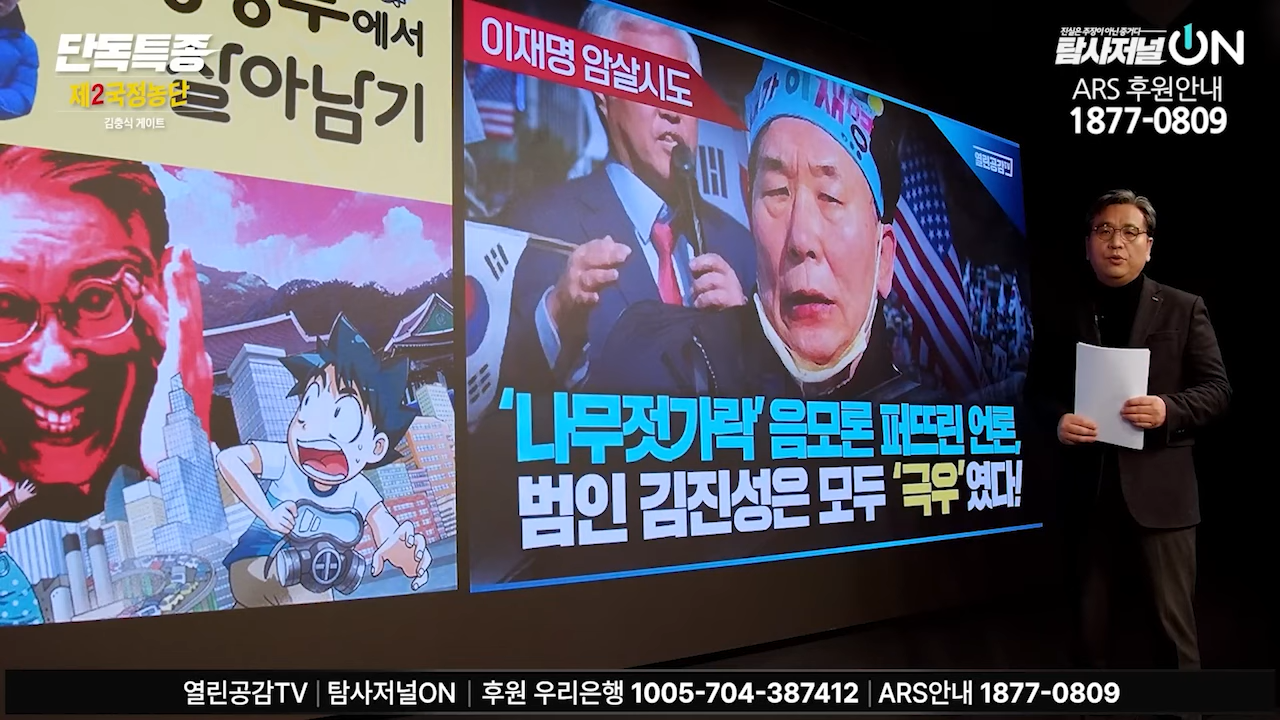 단독특종
제2국정농단
김충식 게이트
에서
살아남기
이재명 암살시도
열린공감TV
'나무젓가락' 음모론 퍼뜨린 언론,
범인 김진성은 모두 '극우'였다!
진실은 주장이 아닌 증거다
탐사저널ON
ARS 후원안내
1877-0809
열린공감TV | 탐사저널ON | 후원 우리은행 1005-704-387412 | ARS안내 1877-0809